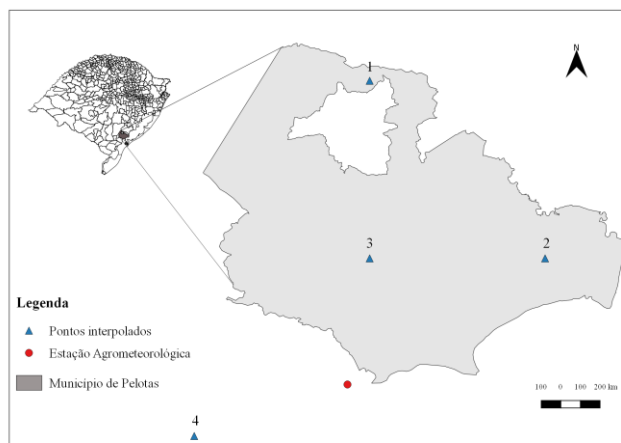 N
1
3
2
Legenda
Pontos interpolados
Estação Agrometeorológica
Município de Pelotas
100 0 100 200 km
4